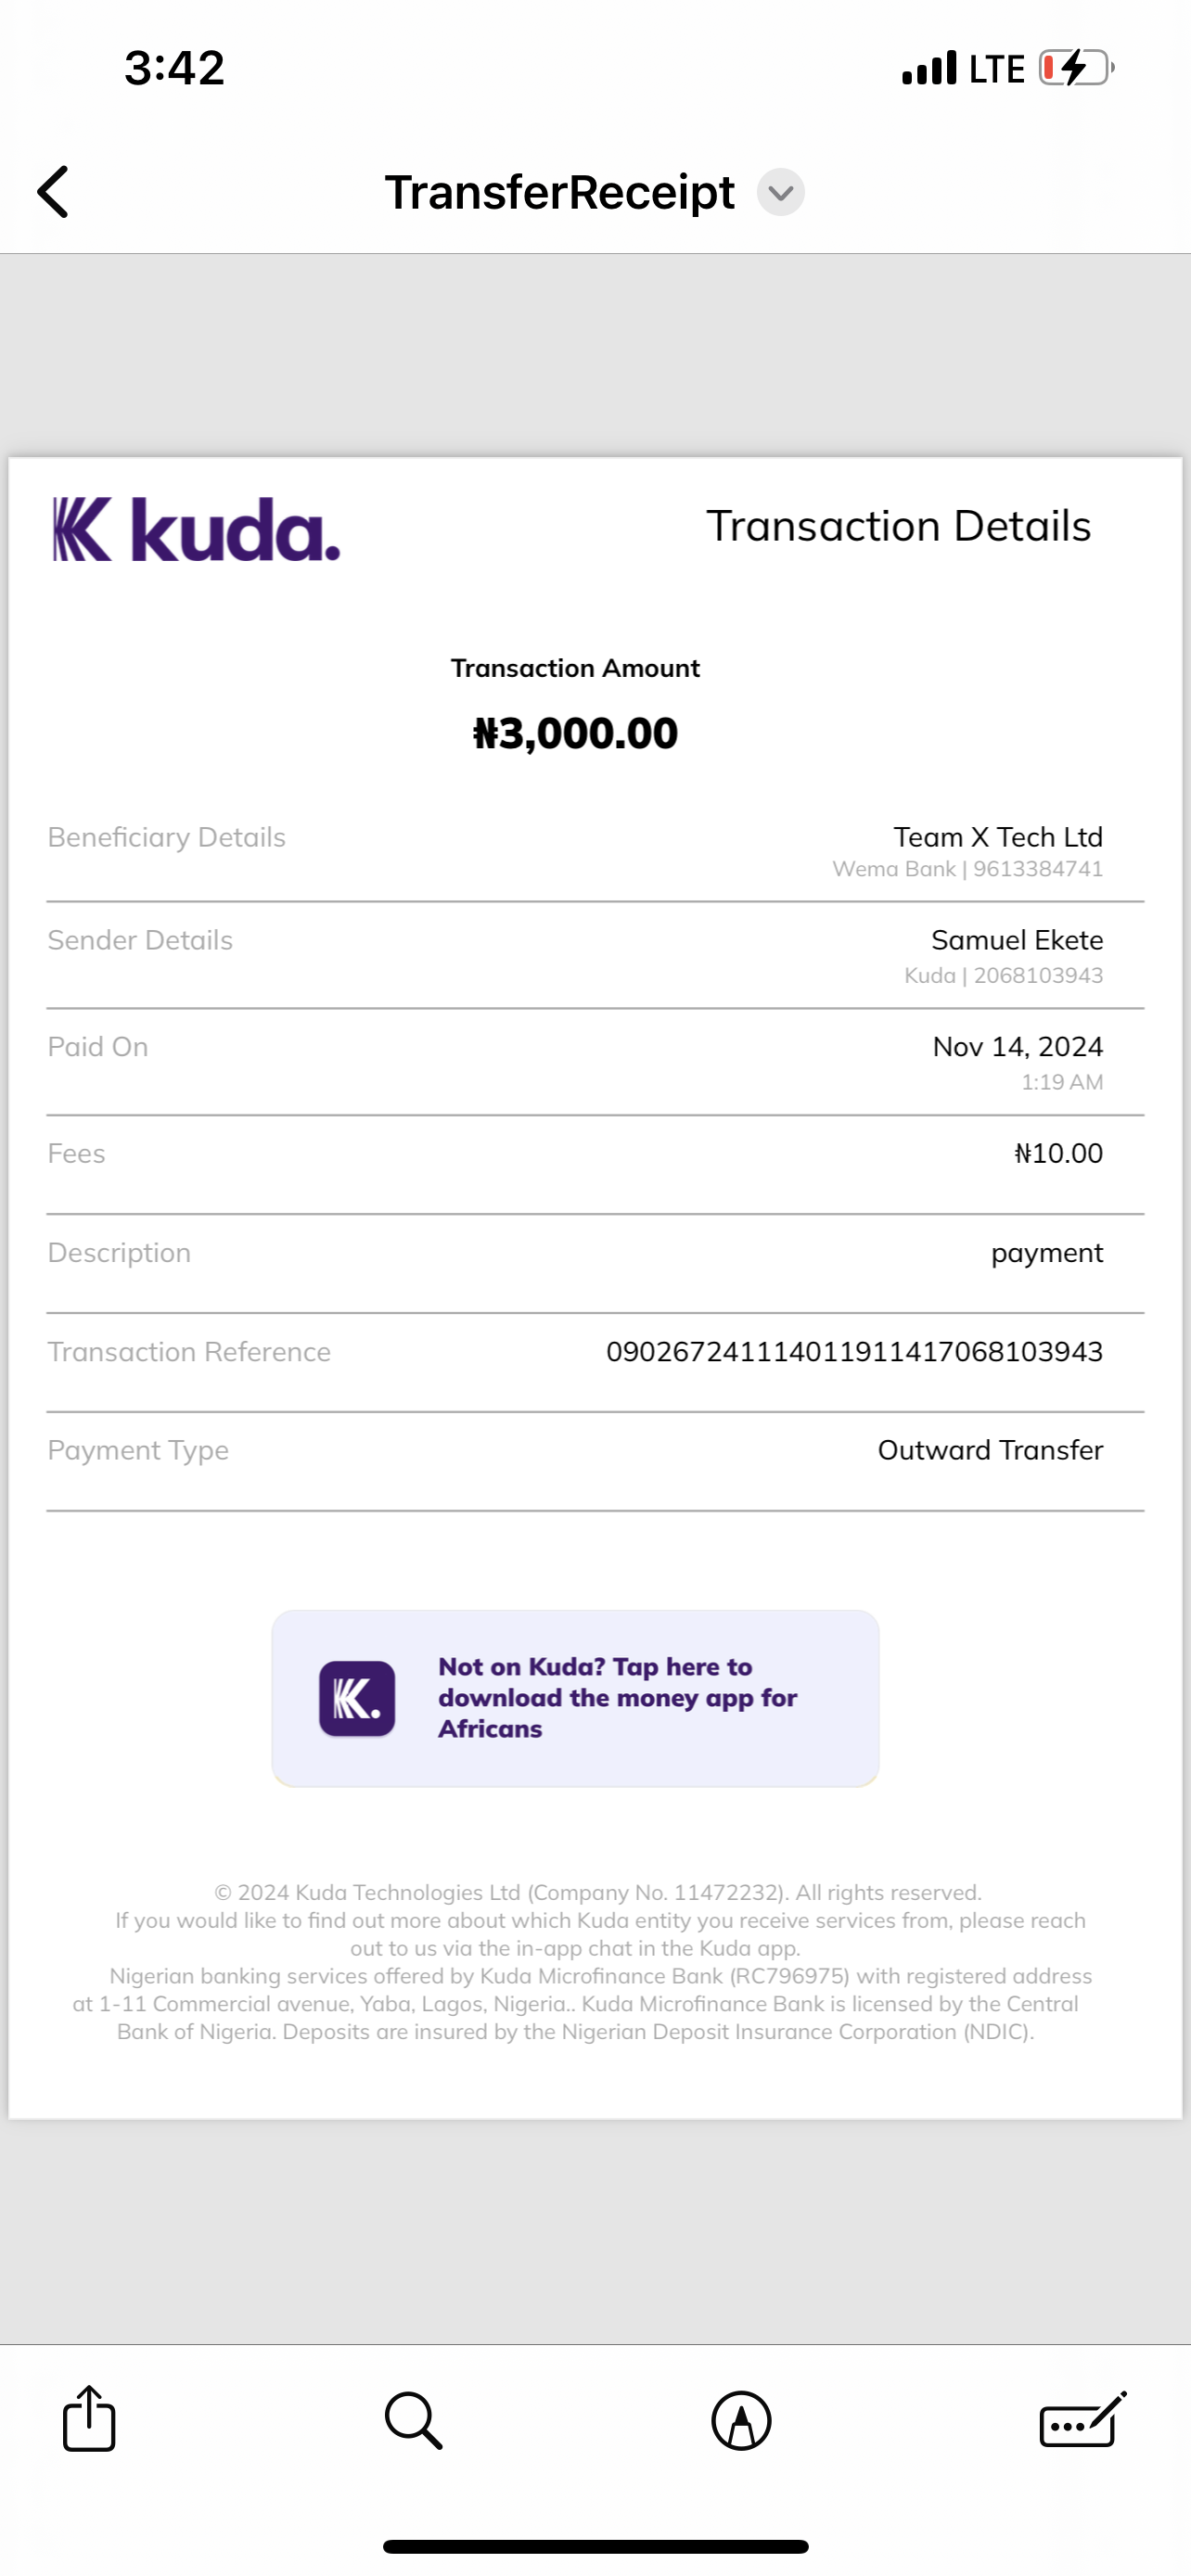 3:42
LTE
TransferReceipt
kuda.
Transaction Details
Transaction Amount
₦3,000.00
Beneficiary Details
Team X Tech Ltd
Wema Bank | 9613384741
Sender Details
Samuel Ekete
Kuda | 2068103943
Paid On
Nov 14, 2024
1:19 AM
Fees
₦10.00
Description
payment
Transaction Reference
090267241114011911417068103943
Payment Type
Outward Transfer
K.
Not on Kuda? Tap here to
download the money app for
Africans
© 2024 Kuda Technologies Ltd (Company No. 11472232). All rights reserved.
If you would like to find out more about which Kuda entity you receive services from, please reach
out to us via the in-app chat in the Kuda app.
Nigerian banking services offered by Kuda Microfinance Bank (RC796975) with registered address
at 1-11 Commercial avenue, Yaba, Lagos, Nigeria.. Kuda Microfinance Bank is licensed by the Central
Bank of Nigeria. Deposits are insured by the Nigerian Deposit Insurance Corporation (NDIC).